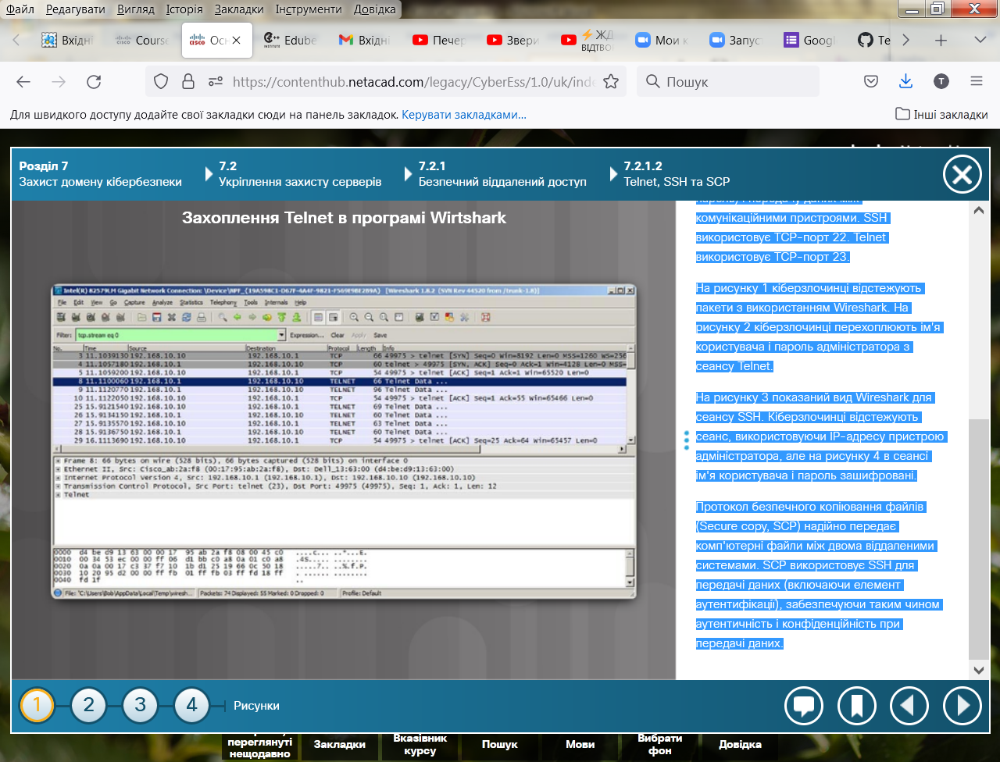 Файл Редагувати Вигляд Історія Закладки Інструменти Довідка
Вхідні Course Осн Edube Вхідні Печер Звери ЖД Мои к Запус Googl Te
https://contenthub.netacad.com/legacy/CyberEss/1.0/uk/inde
Пошук
T
Для швидкого доступу додайте свої закладки сюди на панель закладок. Керувати закладками...
Інші закладки
Розділ 7
Захист домену кібербезпеки
7.2
Укріплення захисту серверів
7.2.1
Безпечний віддалений доступ
7.2.1.2
Telnet, SSH та SCP
Захоплення Telnet в програмі Wirtshark
Intel(R) 82579LM Gigabit Network Connection: \Device\NPF_{19A598C1-D67F-4A4F-9821-F569E9BE2B9A} [Wireshark 1.8.2 (SVN Rev 44520 from /trunk-1.8)]
File Edit View Go Capture Analyze Statistics Telephony Tools Internals Help
Filter: tcp.stream eq 0 Expression... Clear Apply Save
No. Time Source Destination Protocol Length Info
3 11.1039130 192.168.10.10 192.168.10.1 TCP 66 49975 > telnet [SYN] Seq=0 Win=8192 Len=0 MSS=1260 WS=256
4 11.1057180 192.168.10.1 192.168.10.10 TCP 60 telnet > 49975 [SYN, ACK] Seq=0 Ack=1 Win=4128 Len=0 MSS=
5 11.1059200 192.168.10.10 192.168.10.1 TCP 54 49975 > telnet [ACK] Seq=1 Ack=1 Win=65520 Len=0
8 11.1100060 192.168.10.1 192.168.10.10 TELNET 66 Telnet Data ...
9 11.1120770 192.168.10.10 192.168.10.1 TELNET 96 Telnet Data ...
10 11.1122050 192.168.10.10 192.168.10.1 TCP 54 49975 > telnet [ACK] Seq=1 Ack=55 Win=65466 Len=0
25 15.9121540 192.168.10.10 192.168.10.1 TELNET 69 Telnet Data ...
26 15.9134150 192.168.10.1 192.168.10.10 TELNET 60 Telnet Data ...
27 15.9135570 192.168.10.10 192.168.10.1 TELNET 63 Telnet Data ...
28 15.9136750 192.168.10.1 192.168.10.10 TELNET 60 Telnet Data ...
29 16.1113690 192.168.10.10 192.168.10.1 TCP 54 49975 > telnet [ACK] Seq=25 Ack=64 Win=65457 Len=0
Frame 8: 66 bytes on wire (528 bits), 66 bytes captured (528 bits) on interface 0
Ethernet II, Src: Cisco_ab:2a:f8 (00:17:95:ab:2a:f8), Dst: Dell_13:63:00 (d4:be:d9:13:63:00)
Internet Protocol Version 4, Src: 192.168.10.1 (192.168.10.1), Dst: 192.168.10.10 (192.168.10.10)
Transmission Control Protocol, Src Port: telnet (23), Dst Port: 49975 (49975), Seq: 1, Ack: 1, Len: 12
Telnet
0000 d4 be d9 13 63 00 00 17 95 ab 2a f8 08 00 45 c0
0010 00 34 53 ec 00 00 ff 06 d1 bb c0 a8 0a 01 c0 a8
0020 0a 0a 00 17 c3 37 f7 10 1b d1 25 19 66 0c 50 18
0030 10 20 95 d2 00 00 ff fb 01 ff fb 03 ff fd 18 ff
0040 fd 1f
File: "C:\Users\Bob\AppData\Local\Temp\wiresh... Packets: 74 Displayed: 55 Marked: 0 Dropped: 0 Profile: Default
пароль) і передачу даних між
комунікаційними пристроями. SSH
використовує TCP-порт 22. Telnet
використовує TCP-порт 23.
На рисунку 1 кіберзлочинці відстежують
пакети з використанням Wireshark. На
рисунку 2 кіберзлочинці перехоплюють ім'я
користувача і пароль адміністратора з
сеансу Telnet.
На рисунку 3 показаний вид Wireshark для
сеансу SSH. Кіберзлочинці відстежують
сеанс, використовуючи IP-адресу пристрою
адміністратора, але на рисунку 4 в сеансі
ім'я користувача і пароль зашифровані.
Протокол безпечного копіювання файлів
(Secure copy, SCP) надійно передає
комп'ютерні файли між двома віддаленими
системами. SCP використовує SSH для
передачі даних (включаючи елемент
аутентифікації), забезпечуючи таким чином
аутентичність і конфіденційність при
передачі даних.
1 2 3 4 Рисунки
переглянуті
нещодавно
Закладки
Вказівник
курсу
Пошук
Мови
Вибрати
фон
Довідка